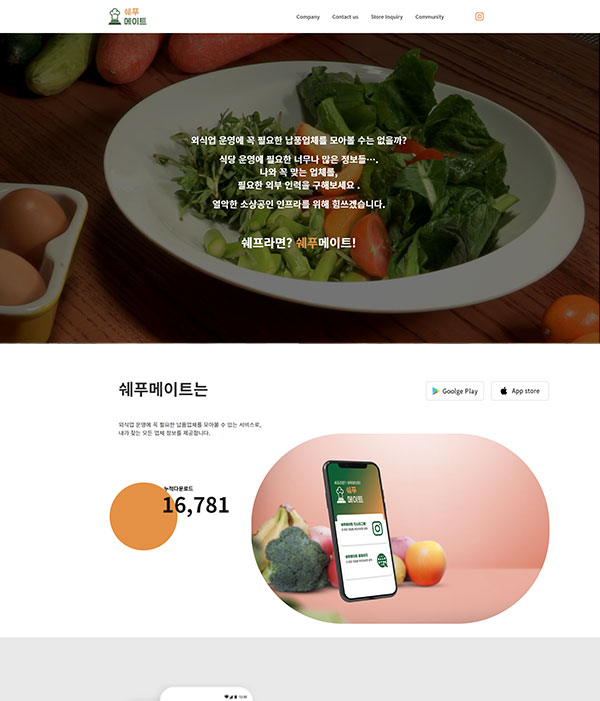 쉐푸
메이트
Company Contact us Store Inquiry Community
외식업 운영에 꼭 필요한 납품업체를 모아볼 수는 없을까?
식당 운영에 필요한 너무나 많은 정보들….
나와 꼭 맞는 업체를,
필요한 외부 인력을 구해보세요 .
열악한 소상공인 인프라를 위해 힘쓰겠습니다.
쉐프라면? 쉐푸메이트!
쉐푸메이트는
Goolge Play
App store
외식업 운영에 꼭 필요한 납품업체를 모아볼 수 있는 서비스로,
내가 찾는 모든 업체 정보를 제공합니다.
누적다운로드
16,781
쉐푸
메이트